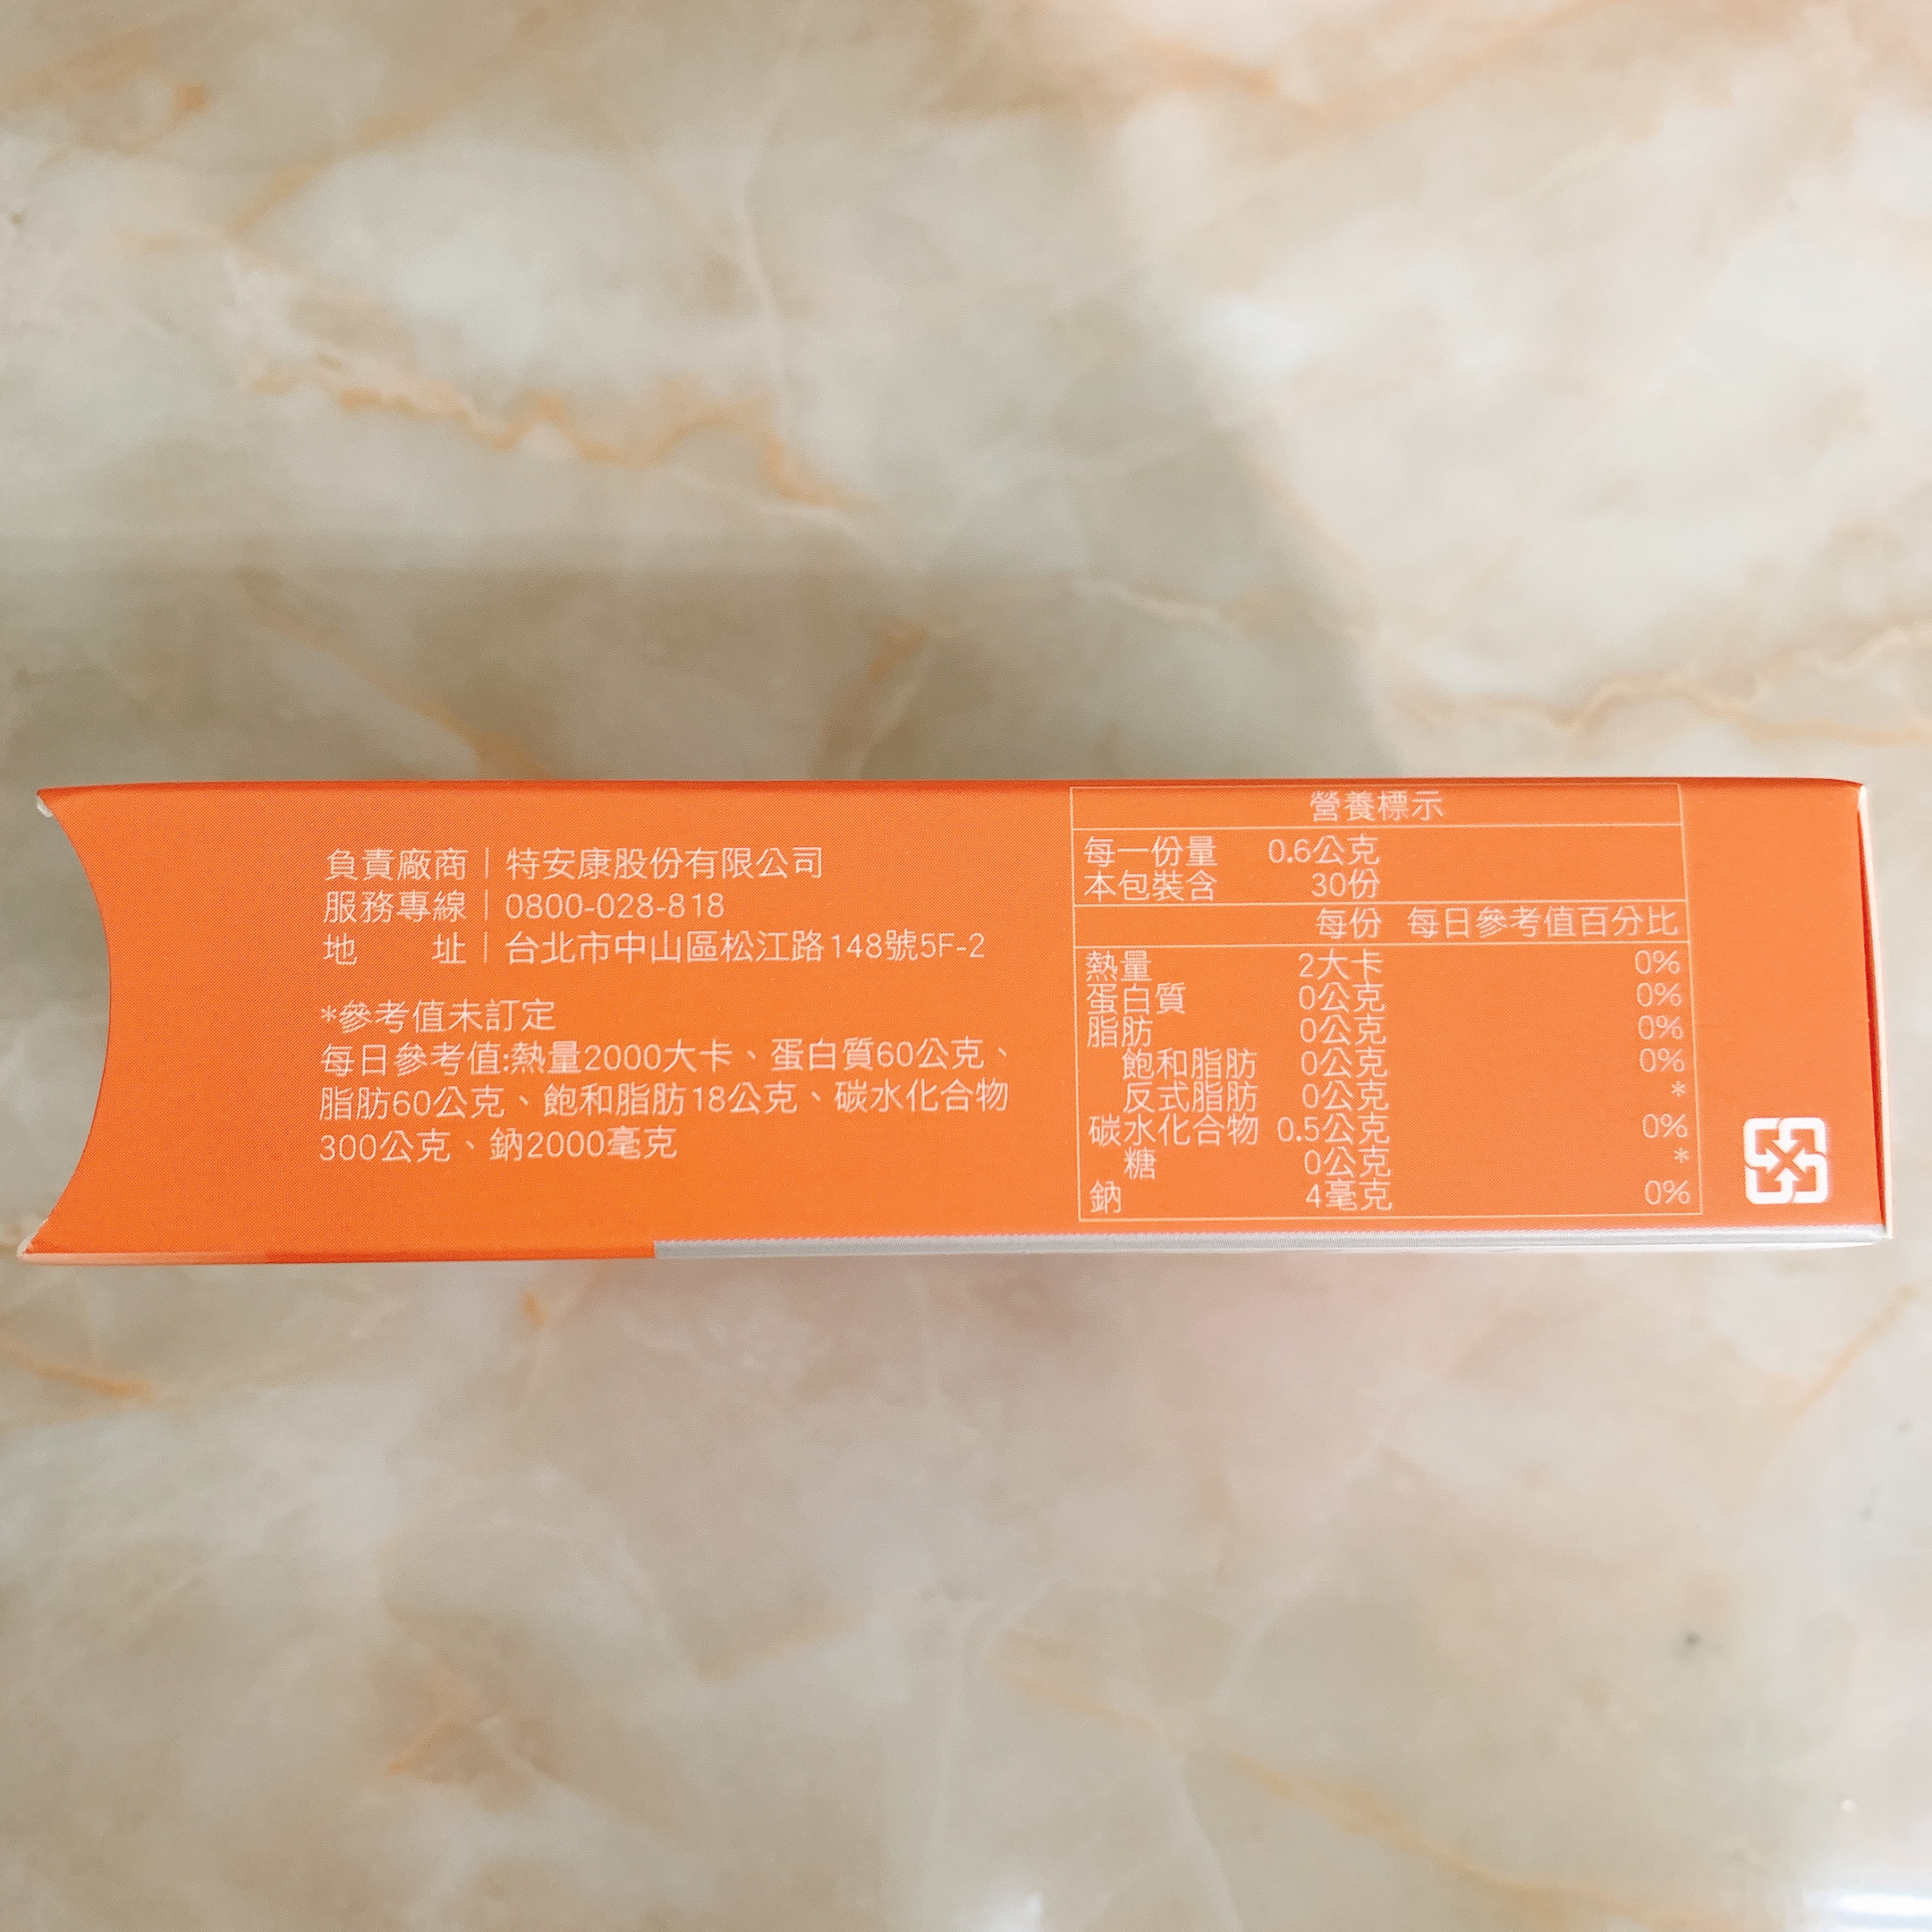 負責廠商｜特安康股份有限公司
服務專線｜0800-028-818
地　　址｜台北市中山區松江路148號5F-2
*參考值未訂定
每日參考值:熱量2000大卡、蛋白質60公克、
脂肪60公克、飽和脂肪18公克、碳水化合物
300公克、鈉2000毫克
營養標示
每一份量 0.6公克
本包裝含 30份
每份 每日參考值百分比
熱量 2大卡 0%
蛋白質 0公克 0%
脂肪 0公克 0%
飽和脂肪 0公克 0%
反式脂肪 0公克 *
碳水化合物 0.5公克 0%
糖 0公克 *
鈉 4毫克 0%